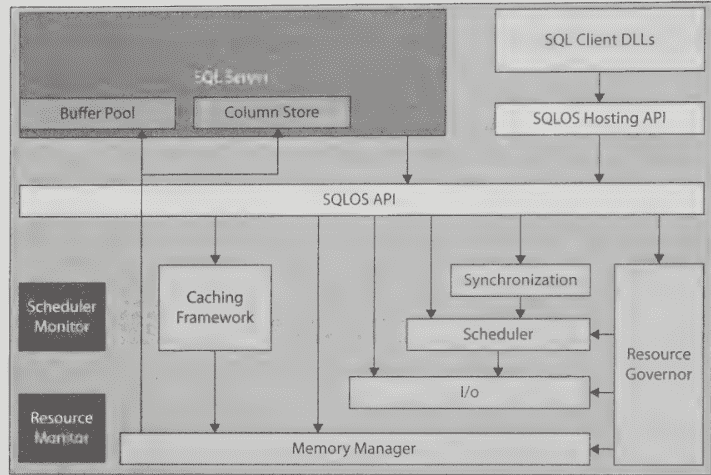 SQL Server
Buffer Pool
Column Store
SQL Client DLLs
SQLOS Hosting API
SQLOS API
Caching
Framework
Synchronization
Scheduler
I/o
Resource
Governor
Scheduler
Monitor
Resource
Monitor
Memory Manager